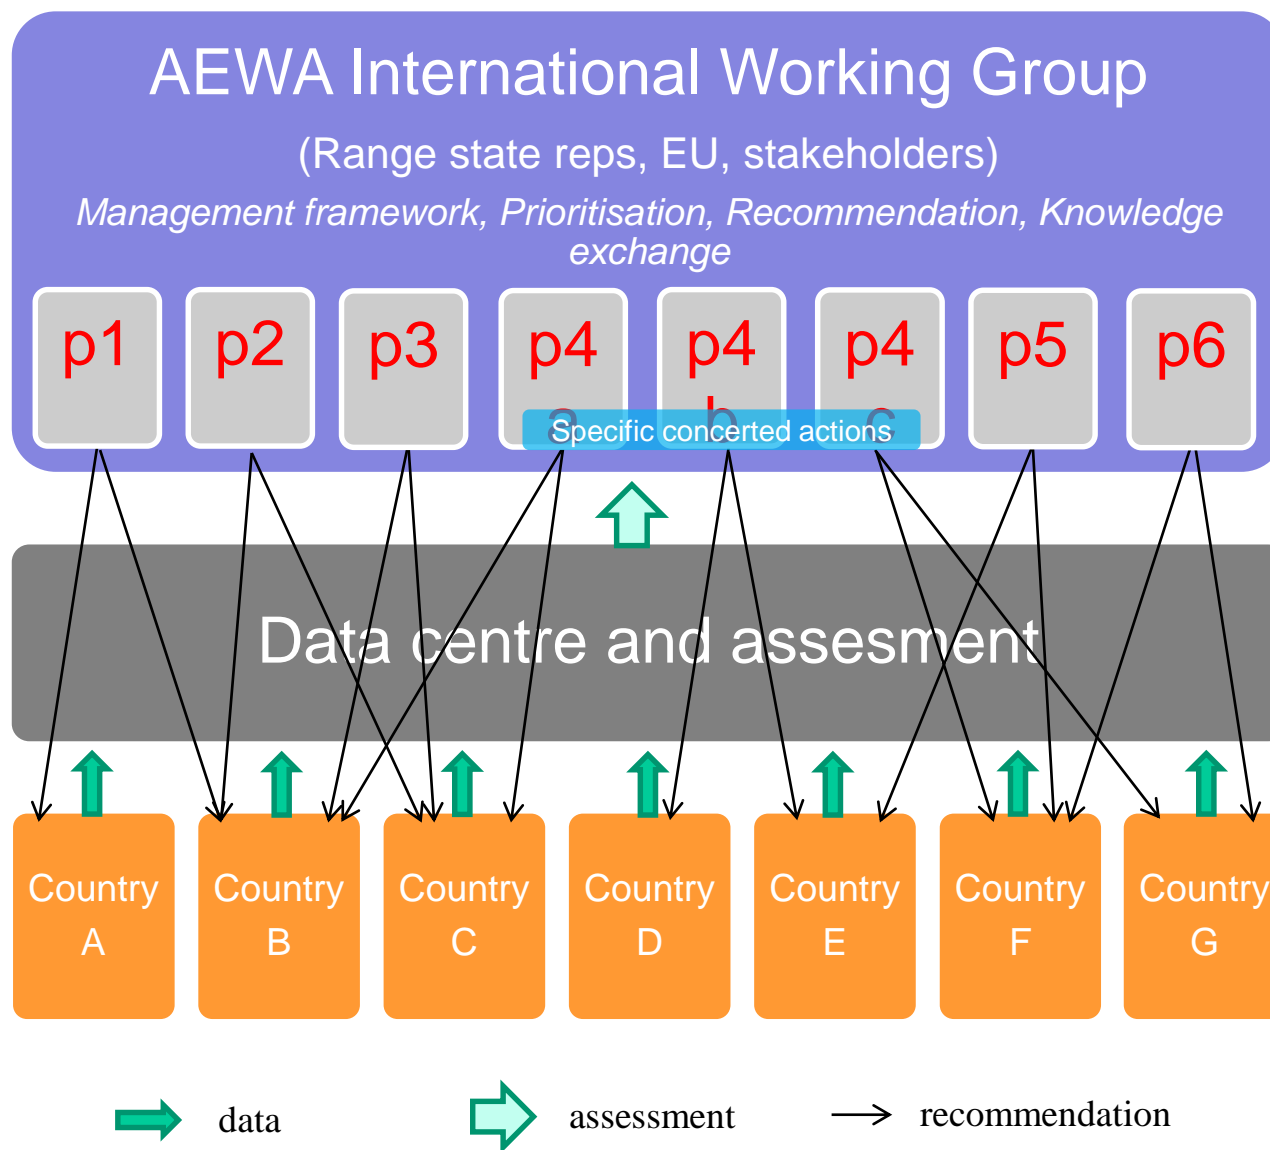 AEWA International Working Group
(Range state reps, EU, stakeholders)
Management framework, Prioritisation, Recommendation, Knowledge
exchange
p1 p2 p3 p4 p4 p4 p5 p6
a b c
Specific concerted actions
Data centre and assesment
Country Country Country Country Country Country Country
A B C D E F G
data assessment recommendation